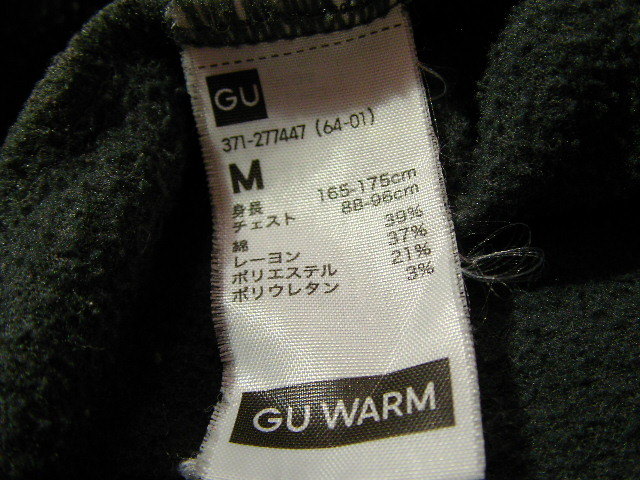 GU
371-277447 (64-01)
M
身長 165-175cm
チェスト 88-96cm
綿 39%
レーヨン 37%
ポリエステル 21%
ポリウレタン 3%
GU WARM